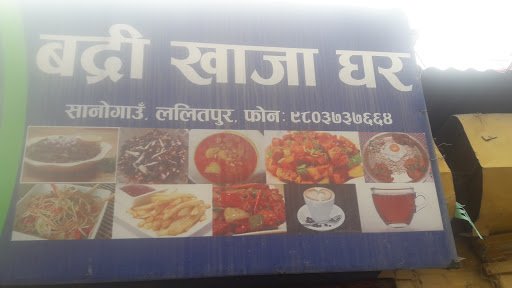 बद्री खाजा घर
सानोगाउँ, ललितपुर, फोन: ९८०३७३७६६४